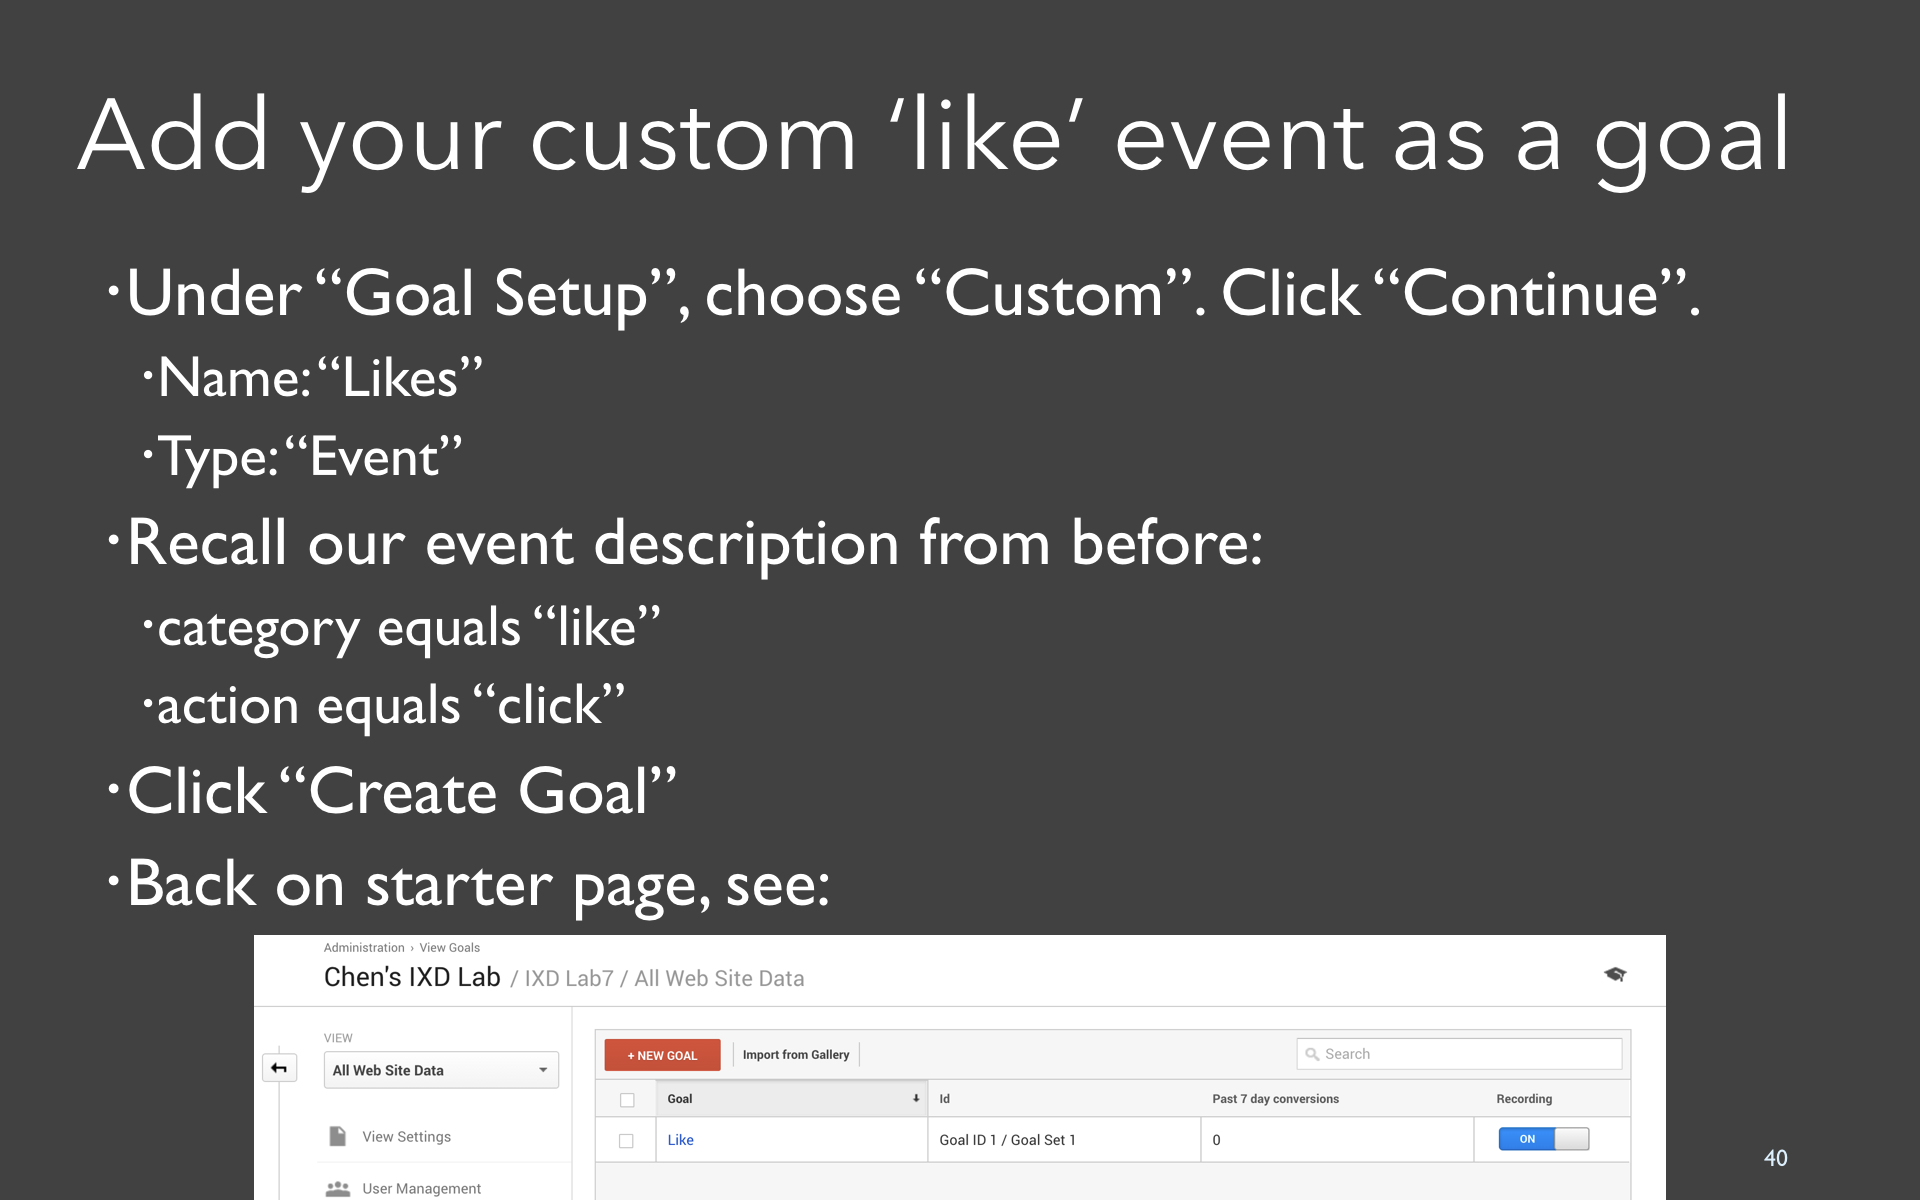 Add your custom ‘like’ event as a goal
•Under “Goal Setup”, choose “Custom”. Click “Continue”.
•Name: “Likes”
•Type: “Event”
•Recall our event description from before:
•category equals “like”
•action equals “click”
•Click “Create Goal”
•Back on starter page, see:
Administration › View Goals
Chen's IXD Lab / IXD Lab7 / All Web Site Data
VIEW
All Web Site Data
View Settings
User Management
+ NEW GOAL Import from Gallery Search
Goal Id Past 7 day conversions Recording
Like Goal ID 1 / Goal Set 1 0 ON
40